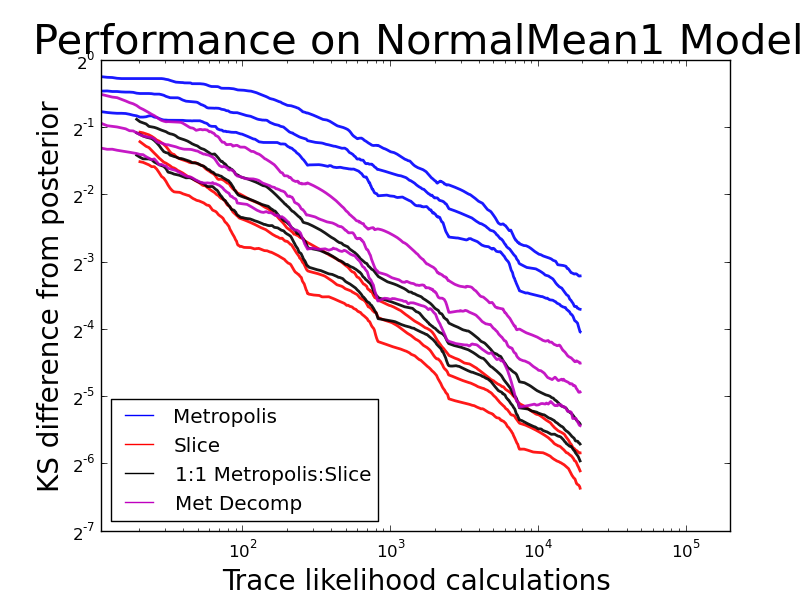 Performance on NormalMean1 Model
KS difference from posterior
2^0
2^-1
2^-2
2^-3
2^-4
2^-5
2^-6
2^-7
Metropolis
Slice
1:1 Metropolis:Slice
Met Decomp
10^2 10^3 10^4 10^5
Trace likelihood calculations